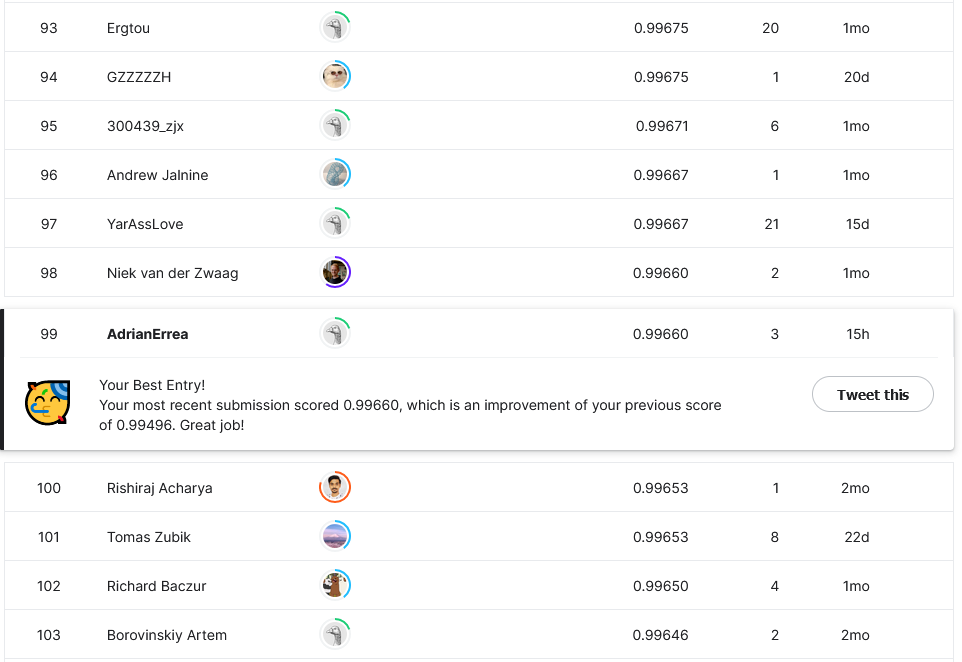 93 Ergtou 0.99675 20 1mo
94 GZZZZZH 0.99675 1 20d
95 300439_zjx 0.99671 6 1mo
96 Andrew Jalnine 0.99667 1 1mo
97 YarAssLove 0.99667 21 15d
98 Niek van der Zwaag 0.99660 2 1mo
99 AdrianErrea 0.99660 3 15h
Your Best Entry!
Your most recent submission scored 0.99660, which is an improvement of your previous score
of 0.99496. Great job!
Tweet this
100 Rishiraj Acharya 0.99653 1 2mo
101 Tomas Zubik 0.99653 8 22d
102 Richard Baczur 0.99650 4 1mo
103 Borovinskiy Artem 0.99646 2 2mo